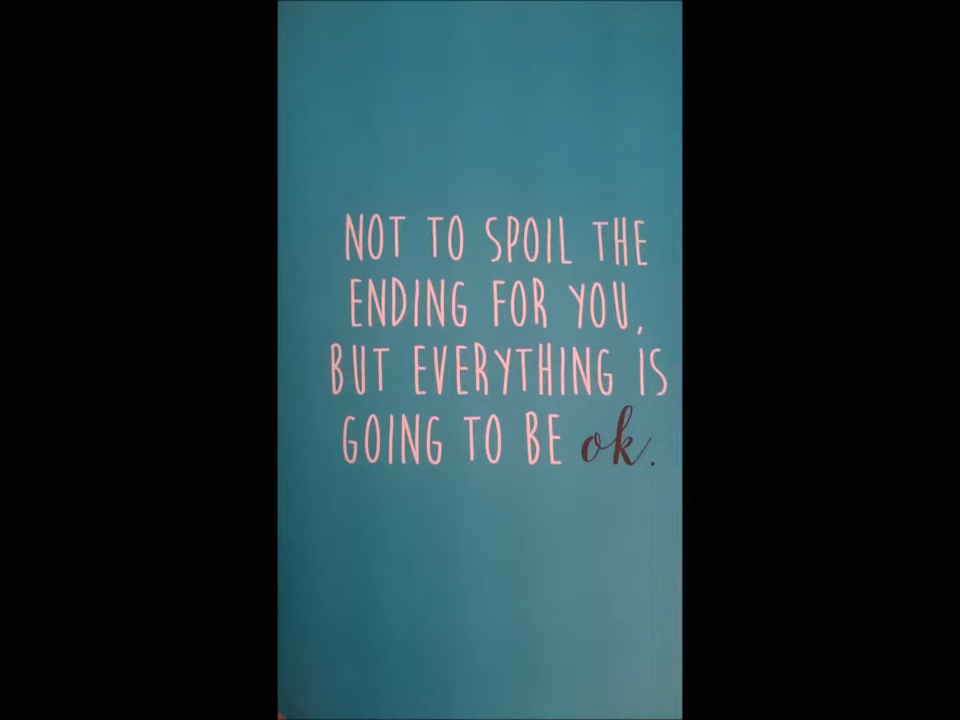 NOT TO SPOIL THE
ENDING FOR YOU,
BUT EVERYTHING IS
GOING TO BE ok.